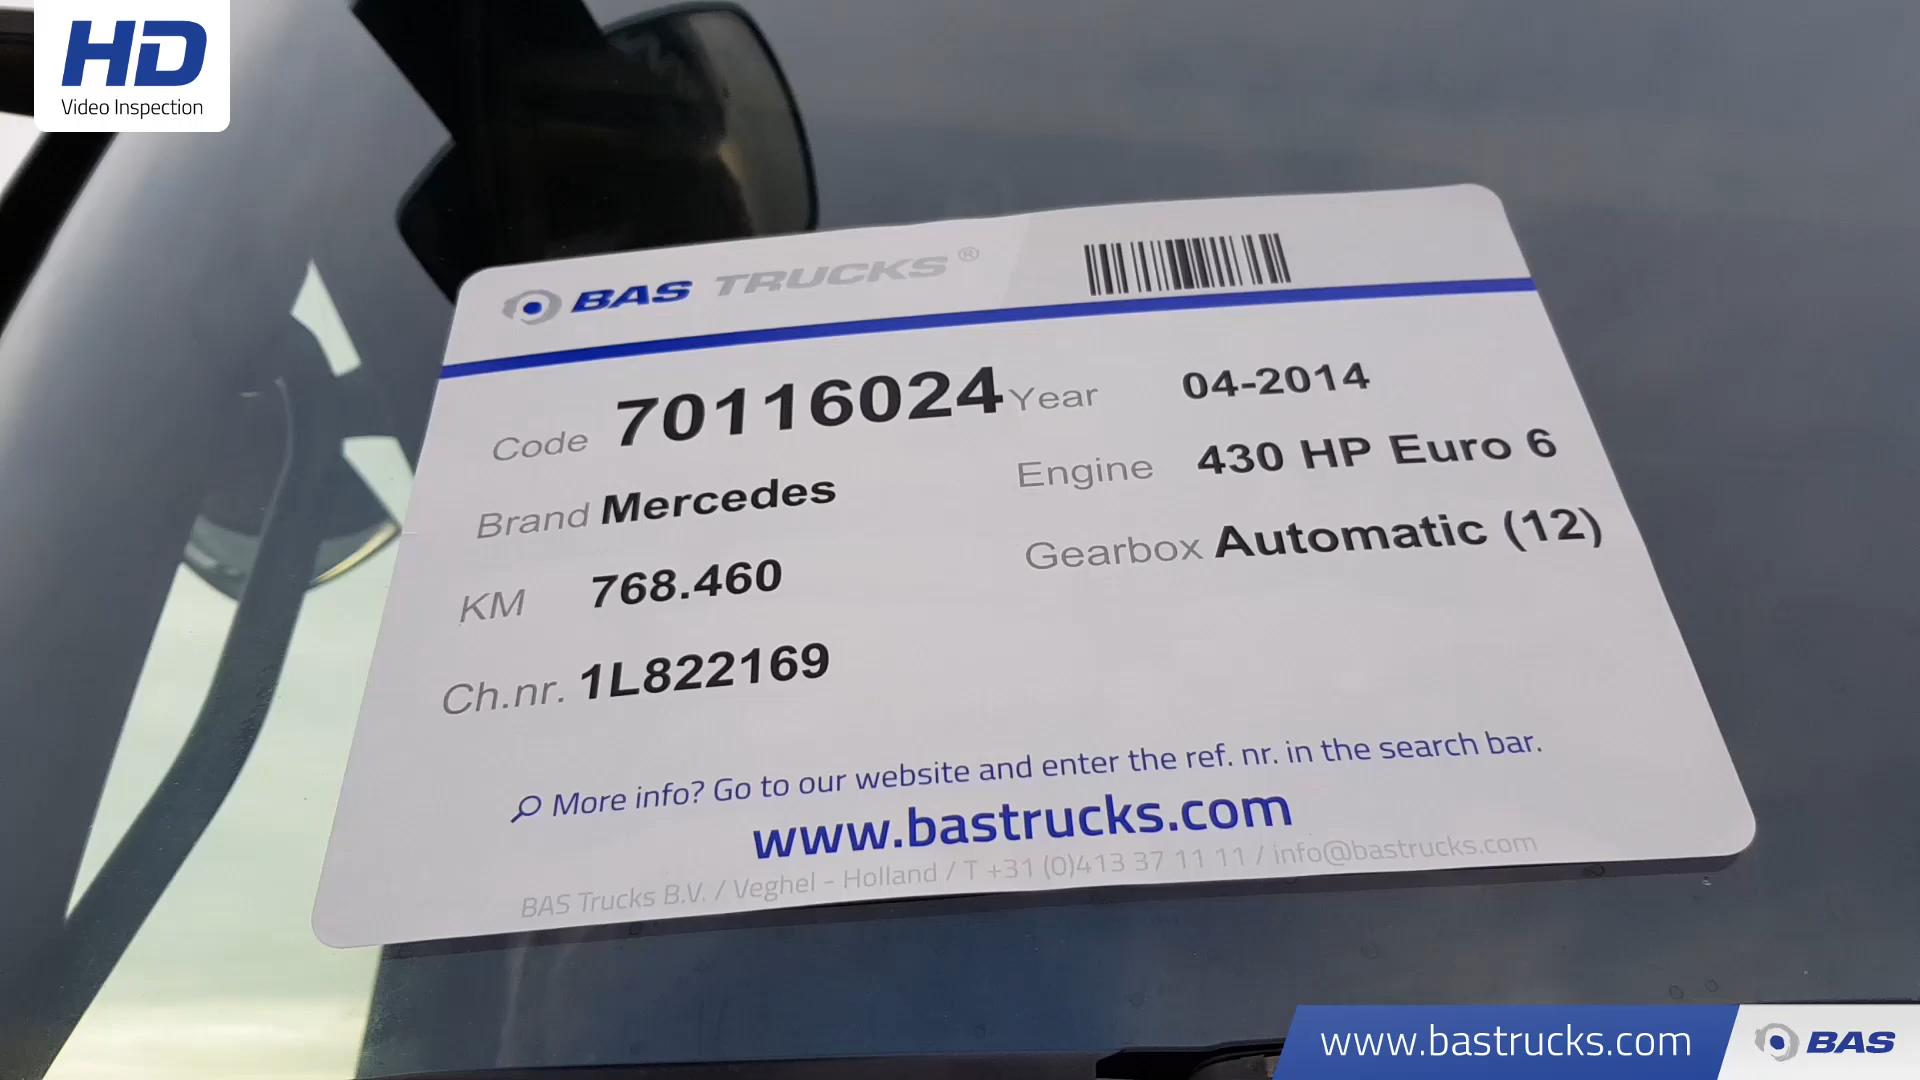 HD
Video Inspection
BAS TRUCKS®
Code 70116024 Year 04-2014
Brand Mercedes Engine 430 HP Euro 6
KM 768.460 Gearbox Automatic (12)
Ch.nr. 1L822169
More info? Go to our website and enter the ref. nr. in the search bar.
www.bastrucks.com
BAS Trucks B.V. / Veghel - Holland / T +31 (0)413 37 11 11 / info@bastrucks.com
www.bastrucks.com BAS